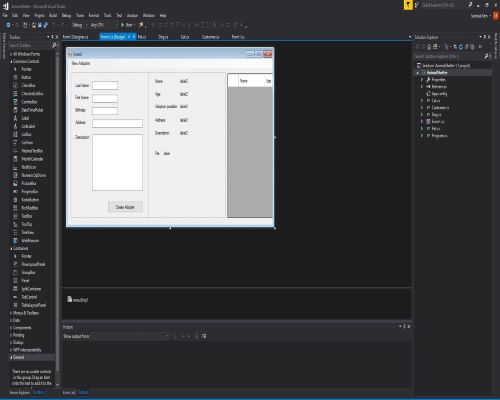 AnimalShelter - Microsoft Visual Studio
Quick Launch (Ctrl+Q)
File Edit View Project Build Debug Team Format Tools Test Analyze Window Help
Debug Any CPU Start
Toolbox
Search Toolbox
All Windows Forms
Common Controls
Pointer
Button
CheckBox
CheckedListBox
ComboBox
DateTimePicker
Label
LinkLabel
ListBox
ListView
MaskedTextBox
MonthCalendar
NotifyIcon
NumericUpDown
PictureBox
ProgressBar
RadioButton
RichTextBox
TextBox
ToolTip
TreeView
WebBrowser
Containers
Pointer
FlowLayoutPanel
GroupBox
Panel
SplitContainer
TabControl
TableLayoutPanel
Menus & Toolbars
Data
Components
Printing
Dialogs
WPF Interoperability
General
There are no usable controls
in this group. Drag an item
onto this text to add it to the
Server Explorer Toolbox
Form1.Designer.cs Form1.cs [Design] Pet.cs Dog.cs Cat.cs Customer.cs Form1.cs
Form1
New Adopter
Last Name:
First Name:
Birthday:
Address:
Description:
Create Adopter
Name: label2
Age: label2
Adoption possible: label3
Address: label2
Description: label2
Pet: label
Name Age
menuStrip1
Output
Show output from:
Error List Output
Solution Explorer
Search Solution Explorer (Ctrl+;)
Solution 'AnimalShelter' (1 project)
AnimalShelter
Properties
References
App.config
Cat.cs
Customer.cs
Dog.cs
Form1.cs
Pet.cs
Program.cs